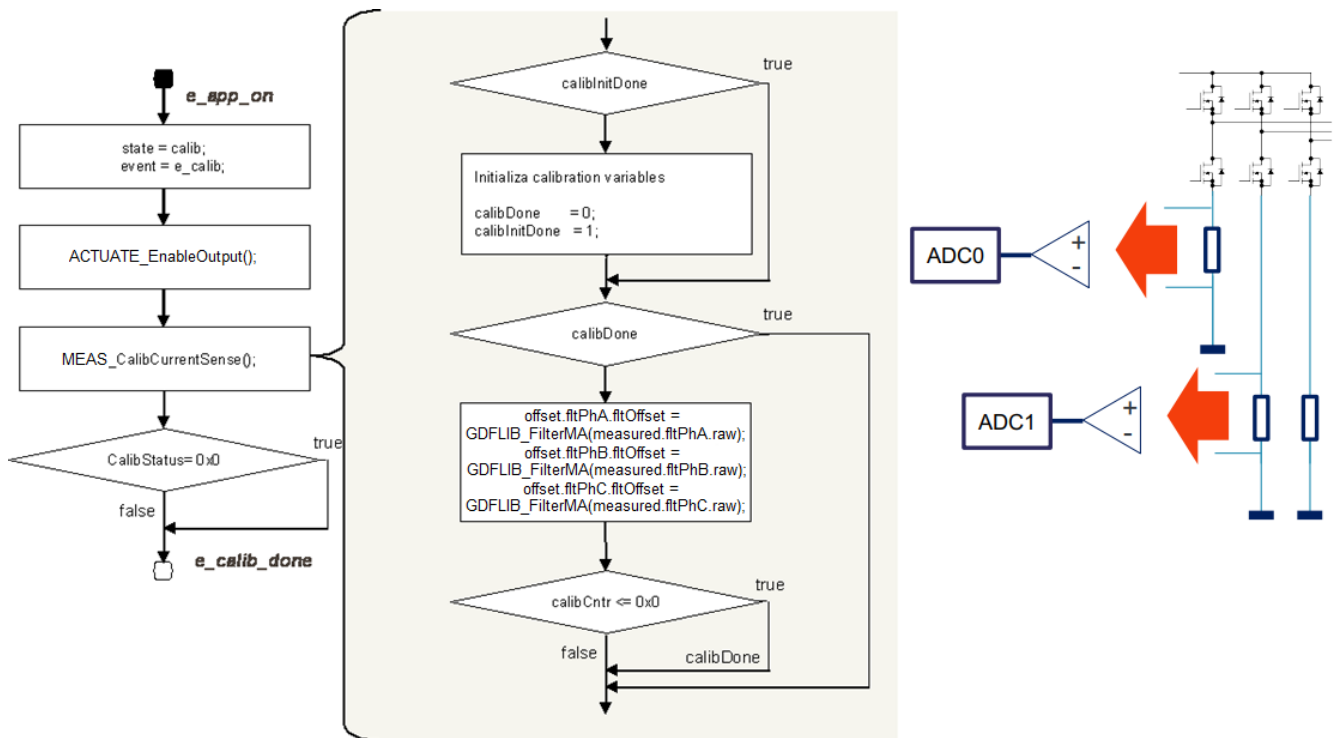 e_app_on
state = calib;
event = e_calib;
ACTUATE_EnableOutput();
MEAS_CalibCurrentSense();
CalibStatus= 0x0
true
false
e_calib_done
calibInitDone
true
Initializa calibration variables
calibDone = 0;
calibInitDone = 1;
calibDone
true
offset.fltPhA.fltOffset =
GDFLIB_FilterMA(measured.fltPhA.raw);
offset.fltPhB.fltOffset =
GDFLIB_FilterMA(measured.fltPhB.raw);
offset.fltPhC.fltOffset =
GDFLIB_FilterMA(measured.fltPhC.raw);
calibCntr <= 0x0
true
false
calibDone
ADC0
+
-
ADC1
+
-